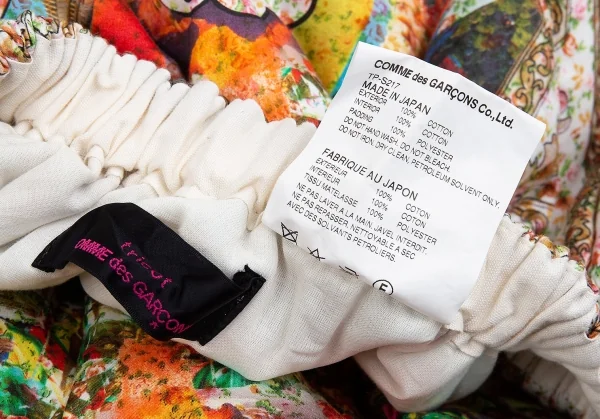 COMME des GARÇONS Co.,Ltd.
TP-S217
MADE IN JAPAN
EXTERIOR 100% COTTON
INTERIOR 100% COTTON
PADDING 100% POLYESTER
DO NOT HAND WASH, DO NOT BLEACH.
DO NOT IRON, DRY CLEAN, PETROLEUM SOLVENT ONLY.
FABRIQUE AU JAPON
EXTERIEUR 100% COTON
INTERIEUR 100% COTON
TISSU MATELASSE 100% POLYESTER
NE PAS LAVER A LA MAIN, JAVEL INTERDIT.
NE PAS REPASSER, NETTOYABLE A SEC
AVEC DES SOLVANTS PETROLIERS.
F
tricot
COMME des GARÇONS